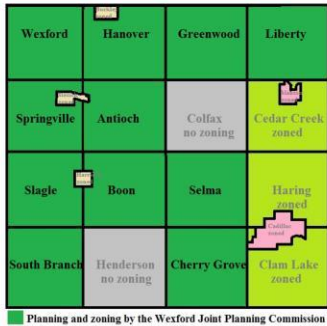 Wexford Hanover Greenwood Liberty
Springville Antioch Colfax Cedar Creek
no zoning zoned
Slagle Boon Selma Haring
zoned
Cadillac
zoned
South Branch Henderson Cherry Grove Clam Lake
no zoning zoned
Planning and zoning by the Wexford Joint Planning Commission